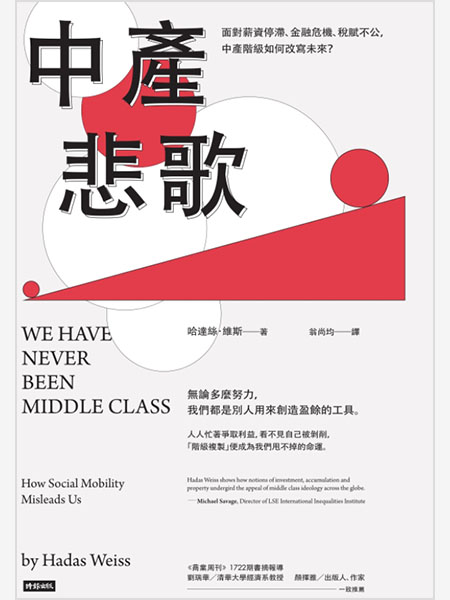 中產
悲歌
面對薪資停滯、金融危機、稅賦不公,
中產階級如何改寫未來?
WE HAVE
NEVER
BEEN
MIDDLE CLASS
哈達絲·維斯——著
翁尚均——譯
無論多麼努力,
我們都是別人用來創造盈餘的工具。
人人忙著爭取利益,看不見自己被剝削,
「階級複製」便成為我們甩不掉的命運。
How Social Mobility
Misleads Us
Hadas Weiss shows how notions of investment, accumulation and
property undergird the appeal of middle class ideology across the globe.
——Michael Savage, Director of LSE International Inequalities Institute
by Hadas Weiss
《商業周刊》1722期書摘報導
劉瑞華/清華大學經濟系教授
顏擇雅/出版人、作家
一致推薦
時報出版